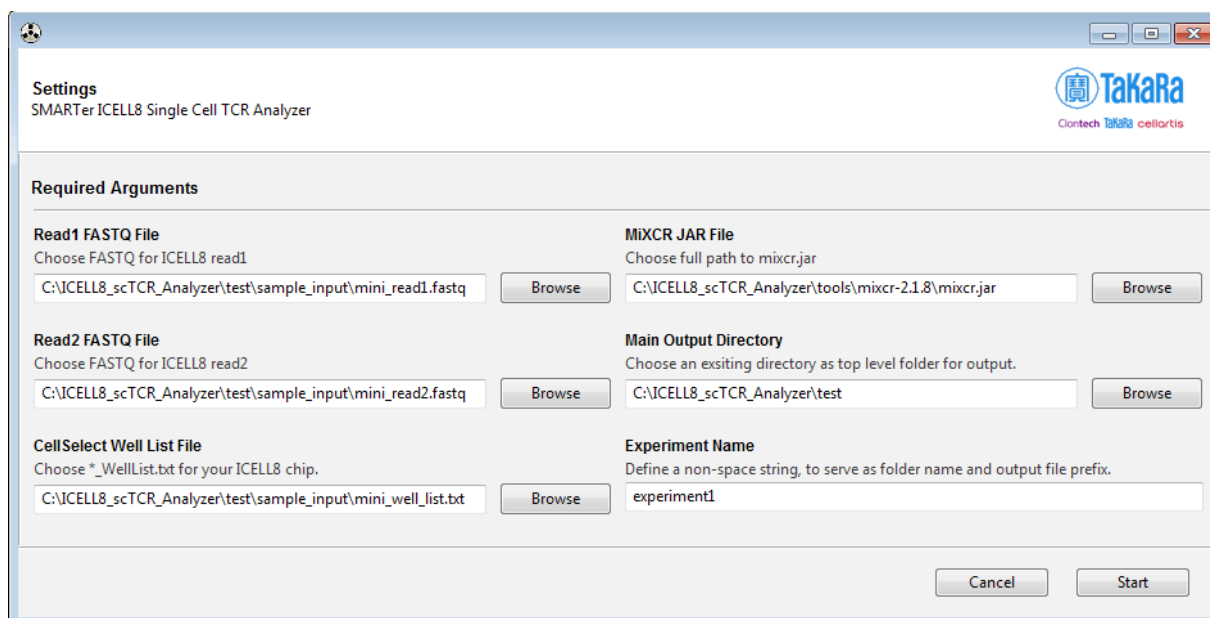 Settings
SMARTer ICELL8 Single Cell TCR Analyzer
寶 TaKaRa
Clontech TaKaRa cellartis
Required Arguments
Read1 FASTQ File
Choose FASTQ for ICELL8 read1
C:\ICELL8_scTCR_Analyzer\test\sample_input\mini_read1.fastq
Browse
MiXCR JAR File
Choose full path to mixcr.jar
C:\ICELL8_scTCR_Analyzer\tools\mixcr-2.1.8\mixcr.jar
Browse
Read2 FASTQ File
Choose FASTQ for ICELL8 read2
C:\ICELL8_scTCR_Analyzer\test\sample_input\mini_read2.fastq
Browse
Main Output Directory
Choose an exsiting directory as top level folder for output.
C:\ICELL8_scTCR_Analyzer\test
Browse
CellSelect Well List File
Choose *_WellList.txt for your ICELL8 chip.
C:\ICELL8_scTCR_Analyzer\test\sample_input\mini_well_list.txt
Browse
Experiment Name
Define a non-space string, to serve as folder name and output file prefix.
experiment1
Cancel
Start